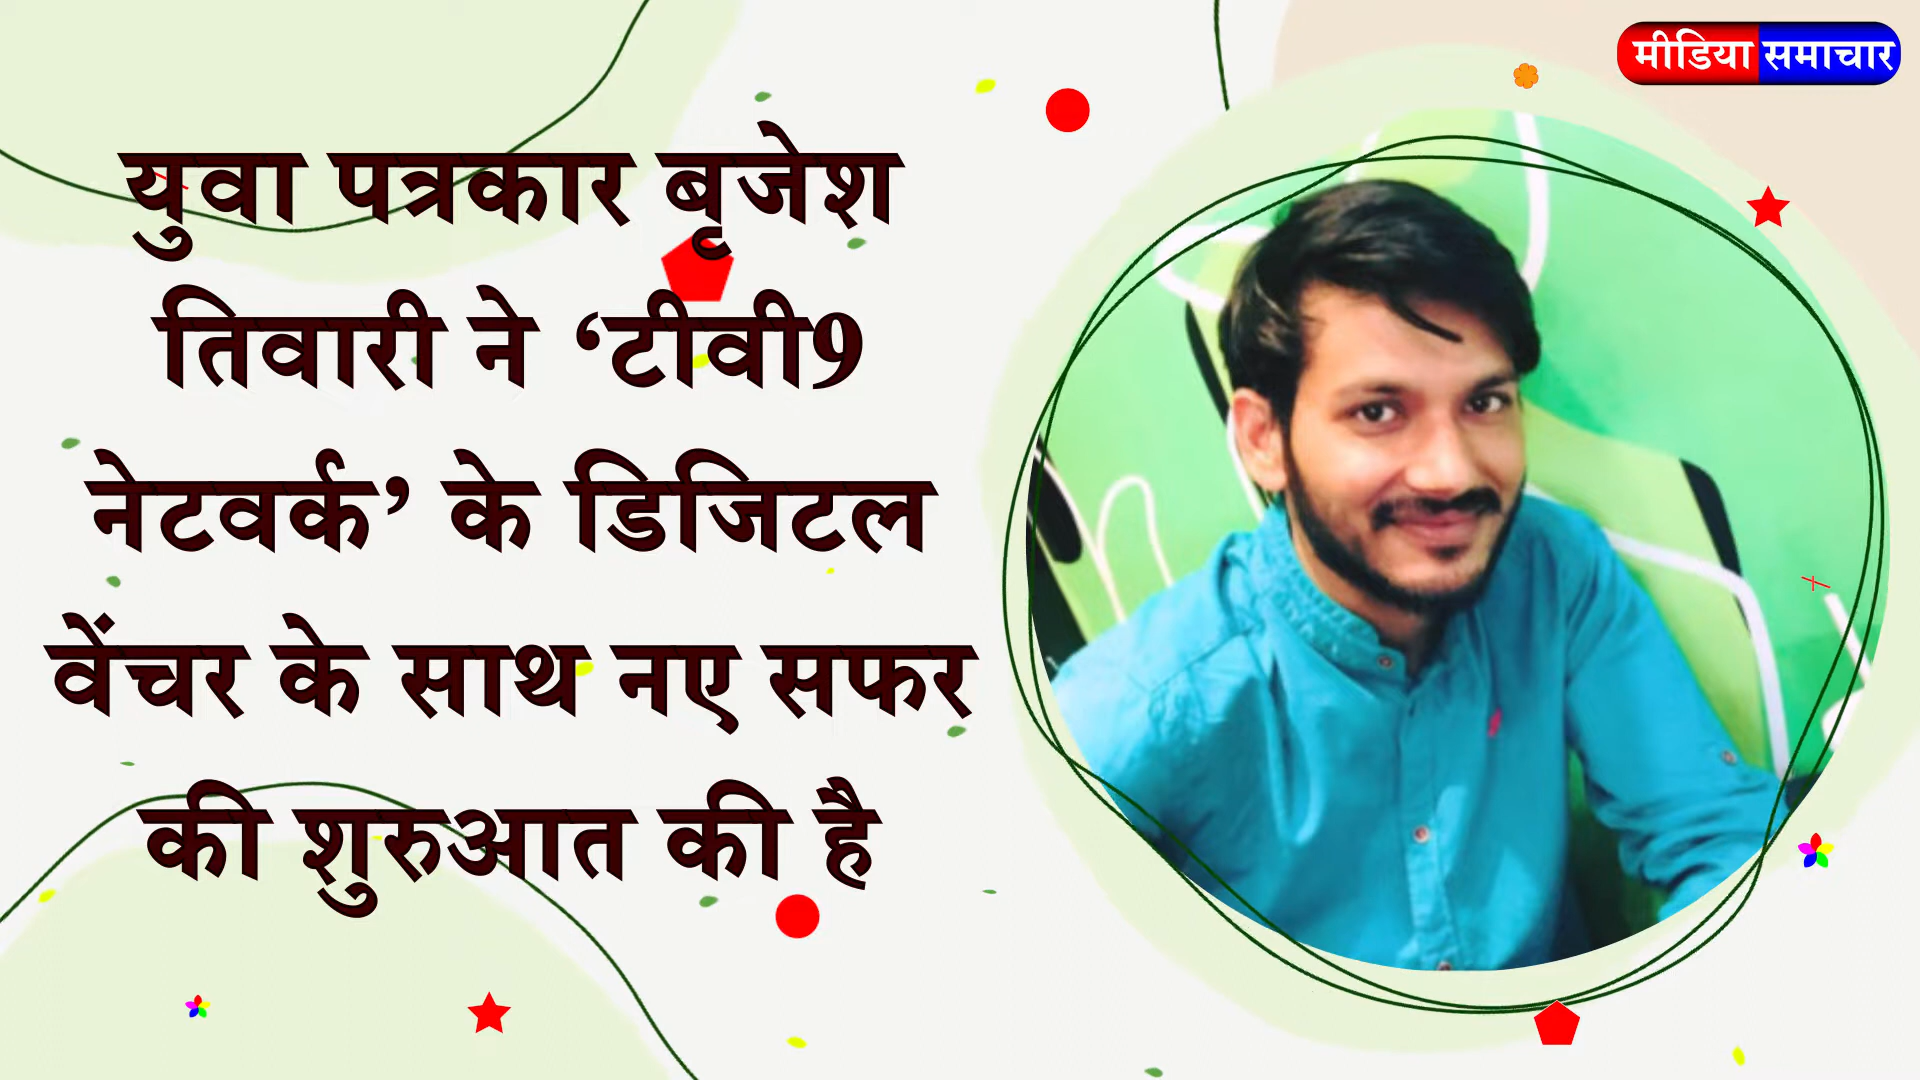 मीडिया समाचार
युवा पत्रकार बृजेश
तिवारी ने ‘टीवी9
नेटवर्क’ के डिजिटल
वेंचर के साथ नए सफर
की शुरुआत की है